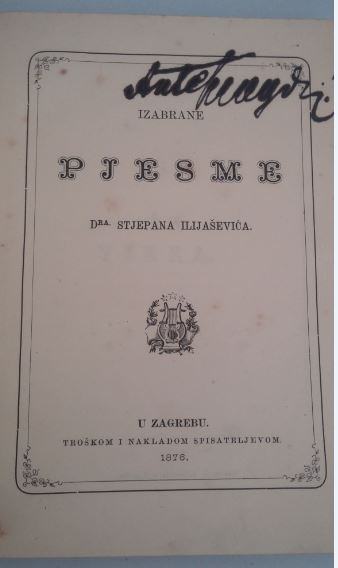 IZABRANE
PJESME
DRA. STJEPANA ILIJAŠEVIĆA.
U ZAGREBU.
TROŠKOM I NAKLADOM SPISATELJEVOM.
1876.